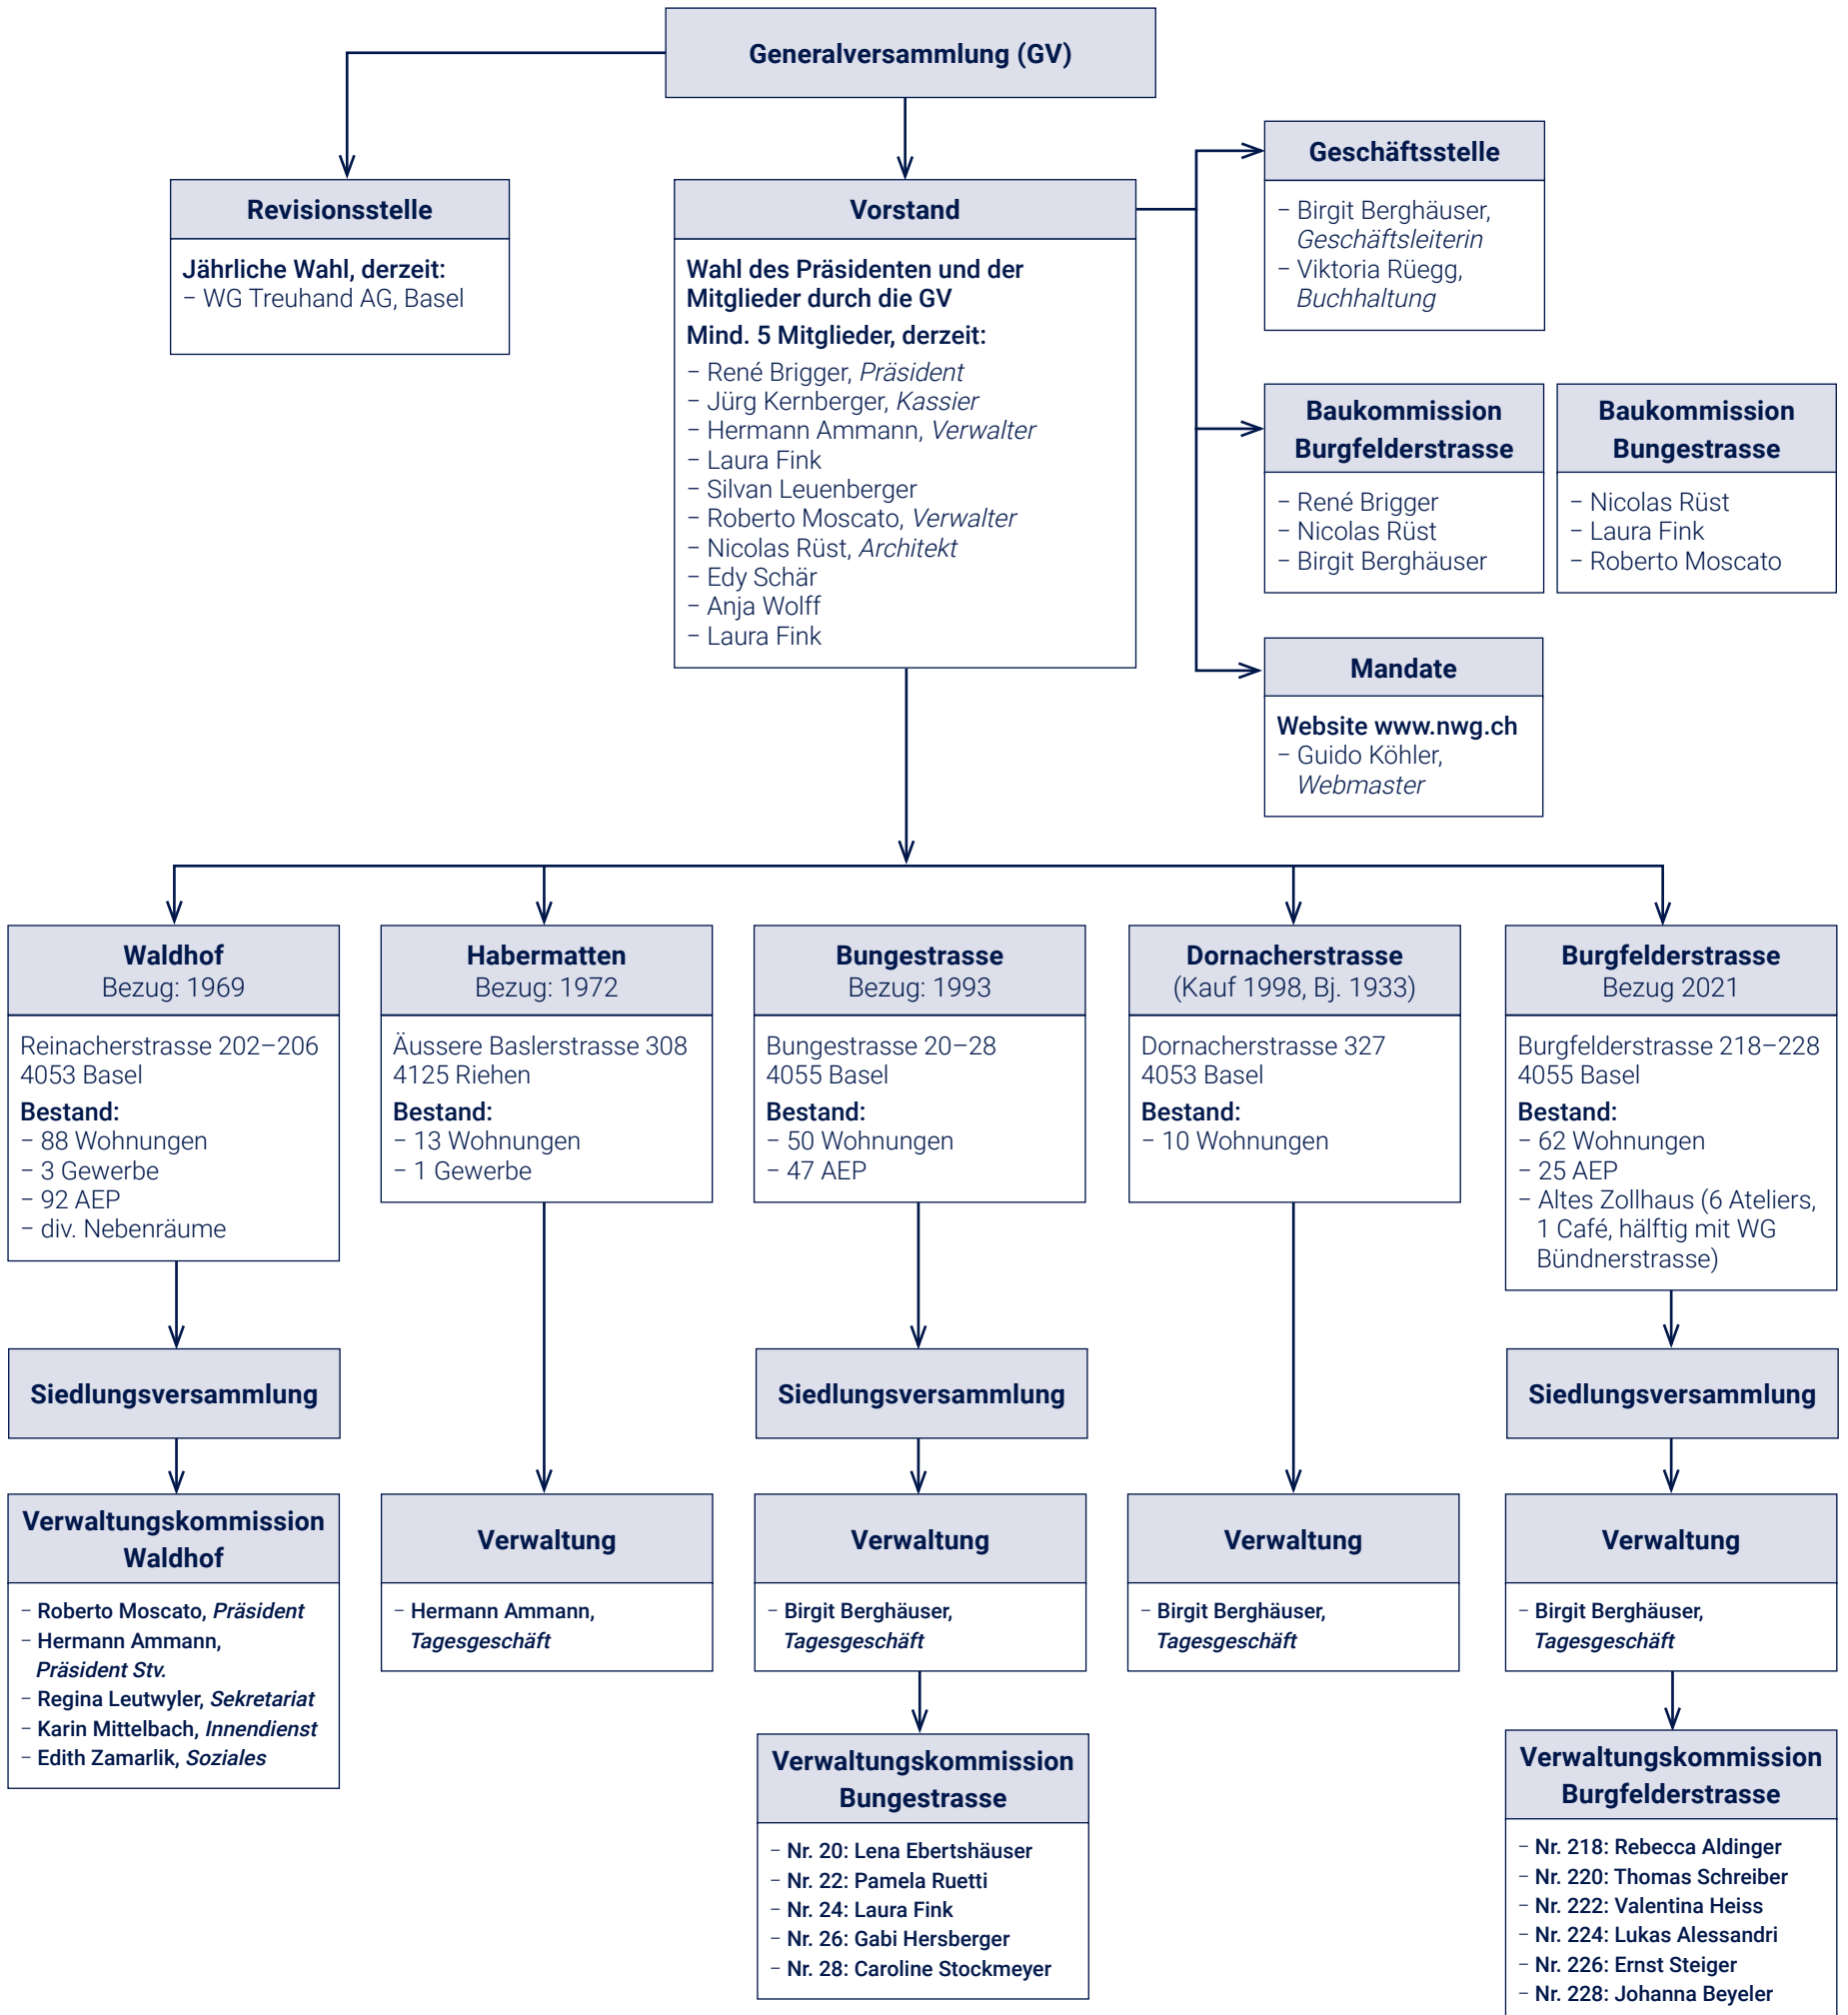 Generalversammlung (GV)
Revisionsstelle
Jährliche Wahl, derzeit:
– WG Treuhand AG, Basel
Vorstand
Wahl des Präsidenten und der
Mitglieder durch die GV
Mind. 5 Mitglieder, derzeit:
– René Brigger, Präsident
– Jürg Kernberger, Kassier
– Hermann Ammann, Verwalter
– Laura Fink
– Silvan Leuenberger
– Roberto Moscato, Verwalter
– Nicolas Rüst, Architekt
– Edy Schär
– Anja Wolff
– Laura Fink
Geschäftsstelle
– Birgit Berghäuser,
Geschäftsleiterin
– Viktoria Rüegg,
Buchhaltung
Baukommission
Burgfelderstrasse
– René Brigger
– Nicolas Rüst
– Birgit Berghäuser
Baukommission
Bungestrasse
– Nicolas Rüst
– Laura Fink
– Roberto Moscato
Mandate
Website www.nwg.ch
– Guido Köhler,
Webmaster
Waldhof
Bezug: 1969
Reinacherstrasse 202–206
4053 Basel
Bestand:
– 88 Wohnungen
– 3 Gewerbe
– 92 AEP
– div. Nebenräume
Siedlungsversammlung
Verwaltungskommission
Waldhof
– Roberto Moscato, Präsident
– Hermann Ammann,
Präsident Stv.
– Regina Leutwyler, Sekretariat
– Karin Mittelbach, Innendienst
– Edith Zamarlik, Soziales
Habermatten
Bezug: 1972
Äussere Baslerstrasse 308
4125 Riehen
Bestand:
– 13 Wohnungen
– 1 Gewerbe
Verwaltung
– Hermann Ammann,
Tagesgeschäft
Bungestrasse
Bezug: 1993
Bungestrasse 20–28
4055 Basel
Bestand:
– 50 Wohnungen
– 47 AEP
Siedlungsversammlung
Verwaltung
– Birgit Berghäuser,
Tagesgeschäft
Verwaltungskommission
Bungestrasse
– Nr. 20: Lena Ebertshäuser
– Nr. 22: Pamela Ruetti
– Nr. 24: Laura Fink
– Nr. 26: Gabi Hersberger
– Nr. 28: Caroline Stockmeyer
Dornacherstrasse
(Kauf 1998, Bj. 1933)
Dornacherstrasse 327
4053 Basel
Bestand:
– 10 Wohnungen
Verwaltung
– Birgit Berghäuser,
Tagesgeschäft
Burgfelderstrasse
Bezug 2021
Burgfelderstrasse 218–228
4055 Basel
Bestand:
– 62 Wohnungen
– 25 AEP
– Altes Zollhaus (6 Ateliers,
1 Café, hälftig mit WG
Bündnerstrasse)
Siedlungsversammlung
Verwaltung
– Birgit Berghäuser,
Tagesgeschäft
Verwaltungskommission
Burgfelderstrasse
– Nr. 218: Rebecca Aldinger
– Nr. 220: Thomas Schreiber
– Nr. 222: Valentina Heiss
– Nr. 224: Lukas Alessandri
– Nr. 226: Ernst Steiger
– Nr. 228: Johanna Beyeler